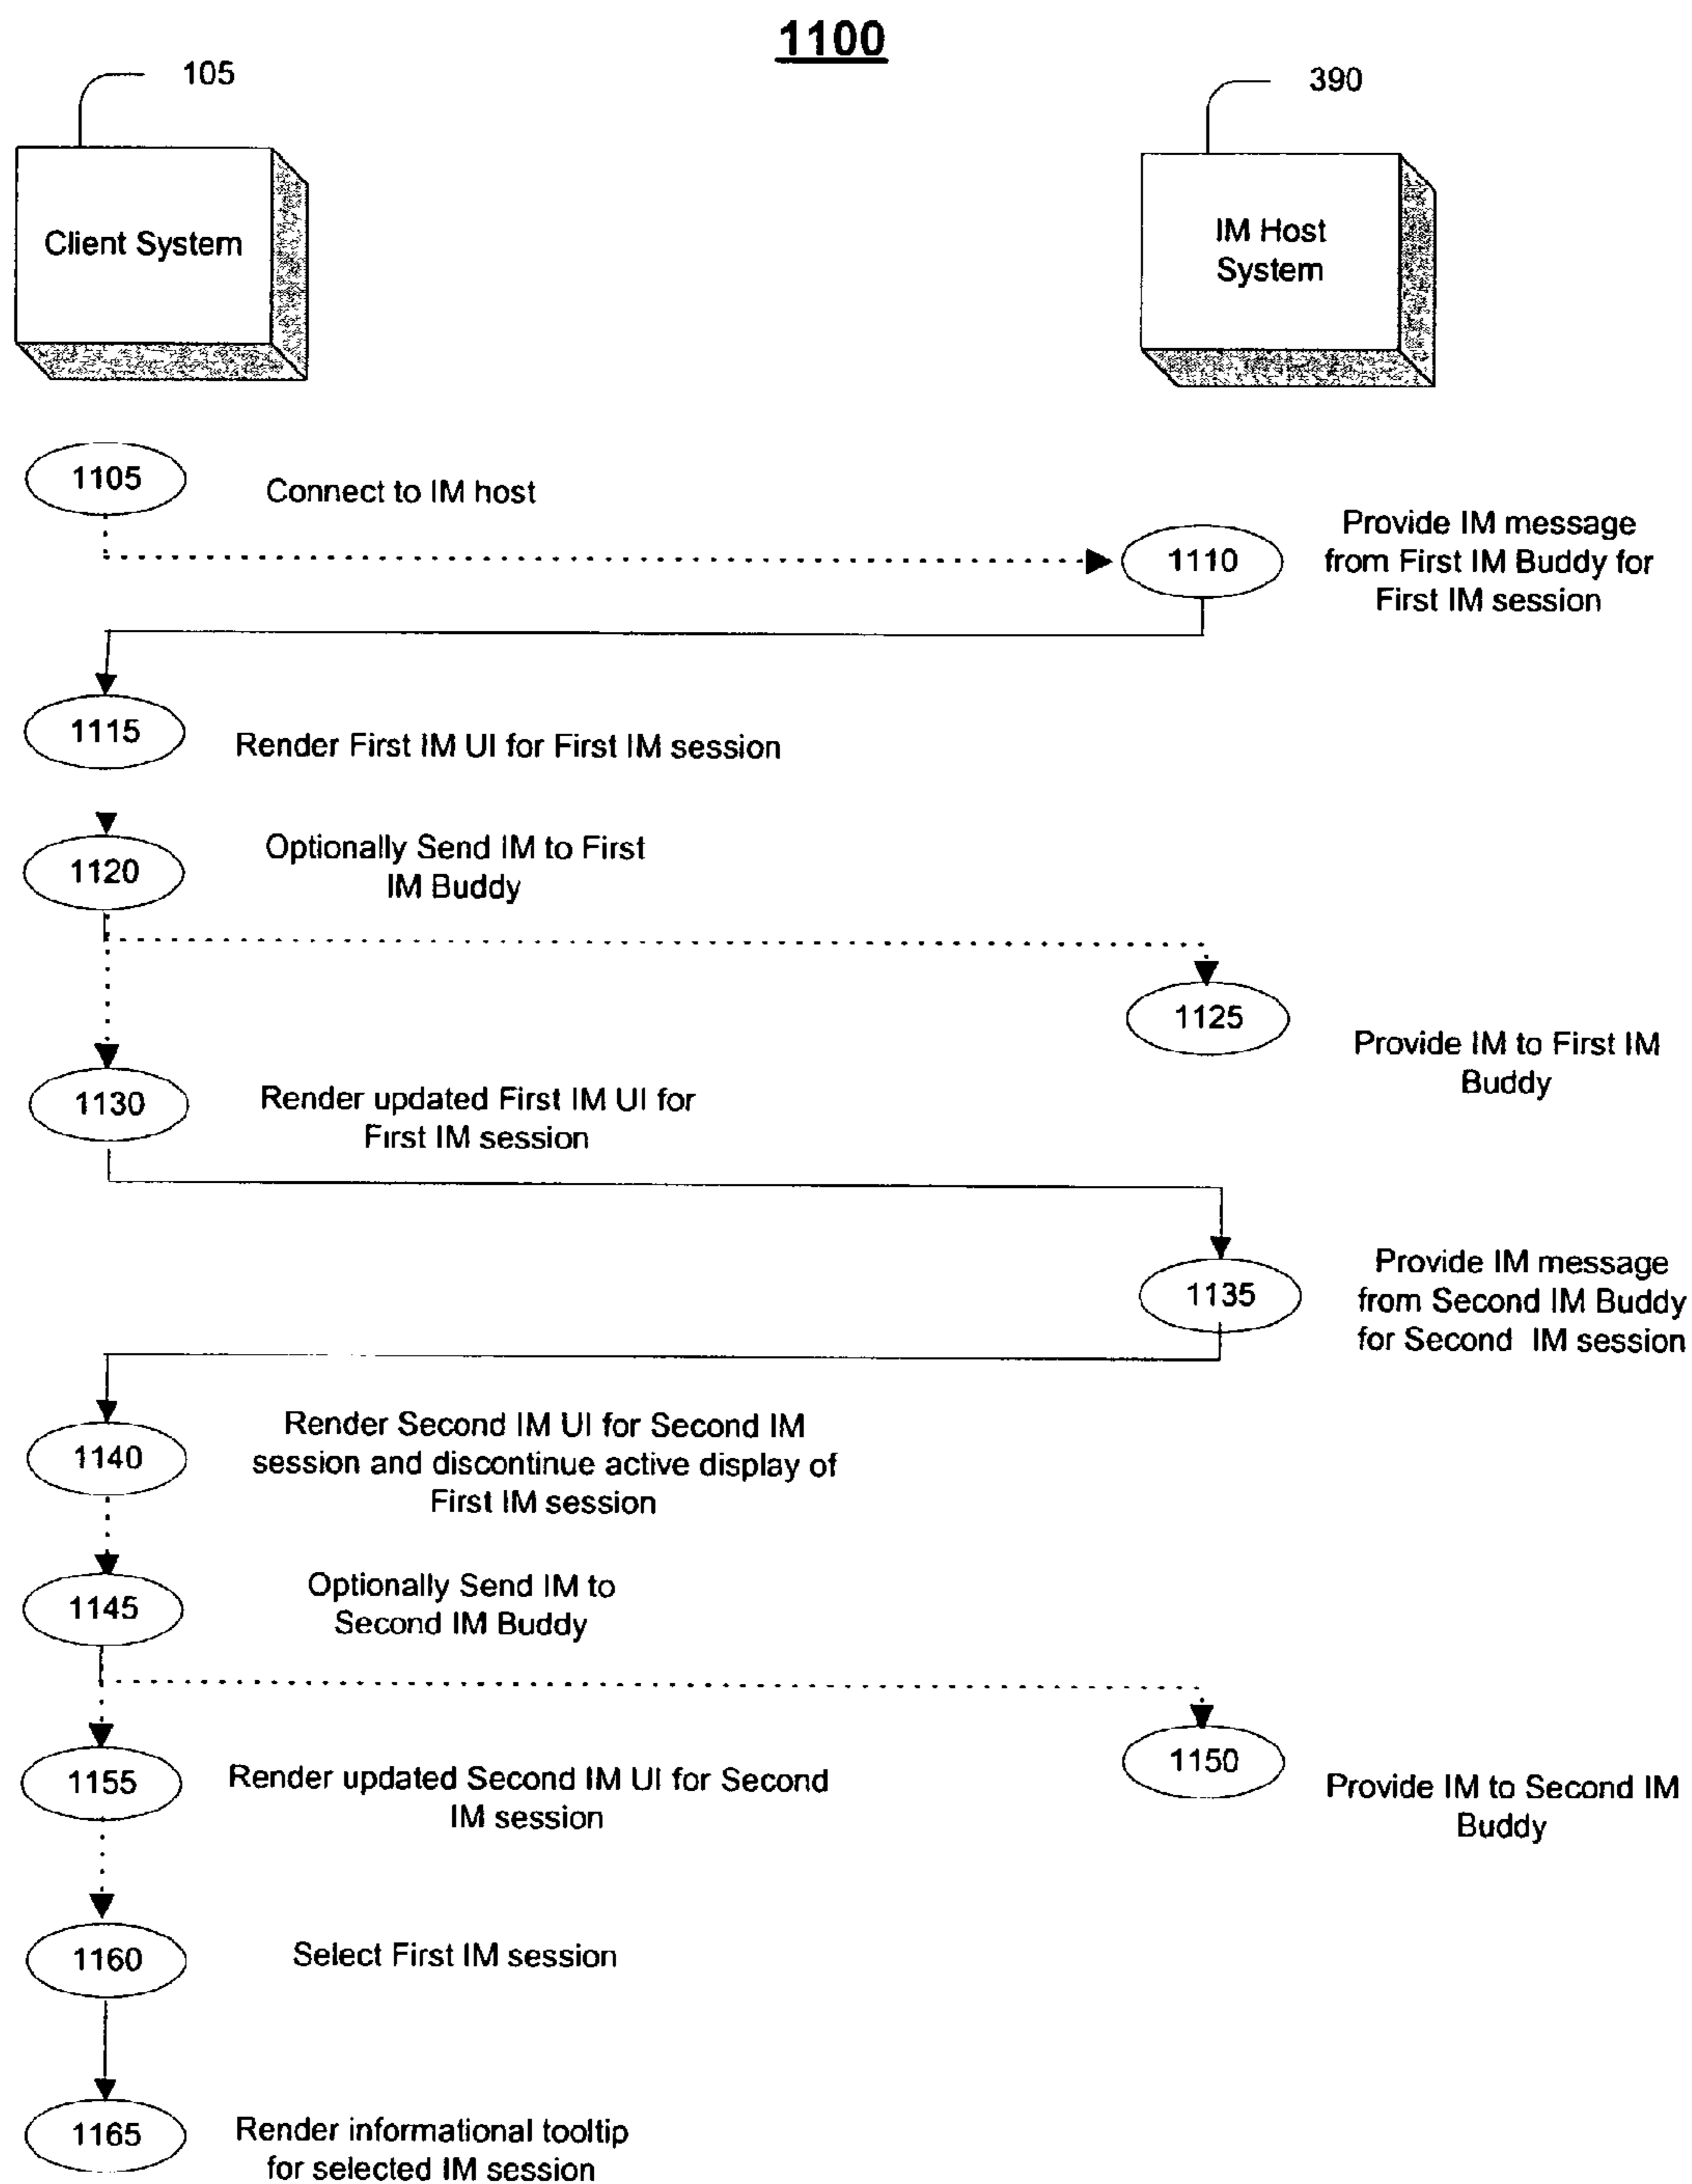 1100
105
390
Client System
IM Host
System
1105
Connect to IM host
1110
Provide IM message
from First IM Buddy for
First IM session
1115
Render First IM UI for First IM session
1120
Optionally Send IM to First
IM Buddy
1125
Provide IM to First IM
Buddy
1130
Render updated First IM UI for
First IM session
1135
Provide IM message
from Second IM Buddy
for Second IM session
1140
Render Second IM UI for Second IM
session and discontinue active display of
First IM session
1145
Optionally Send IM to
Second IM Buddy
1150
Provide IM to Second IM
Buddy
1155
Render updated Second IM UI for Second
IM session
1160
Select First IM session
1165
Render informational tooltip
for selected IM session